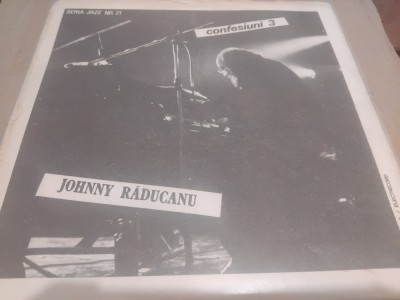 SERIA JAZZ NR. 21
confesiuni 3
JOHNNY RĂDUCANU